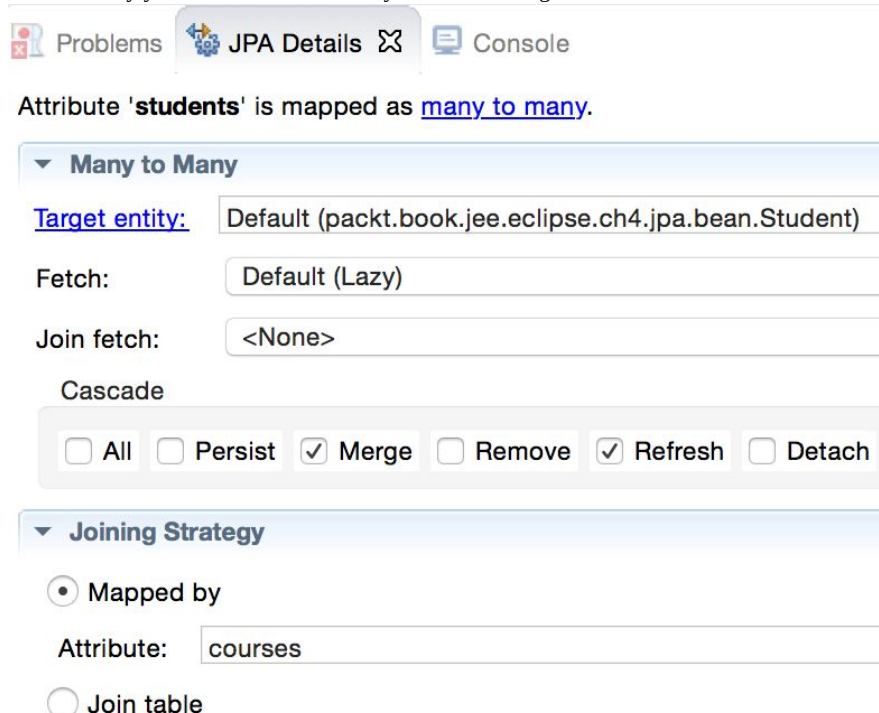 Problems JPA Details Console
Attribute 'students' is mapped as many to many.
Many to Many
Target entity: Default (packt.book.jee.eclipse.ch4.jpa.bean.Student)
Fetch: Default (Lazy)
Join fetch: <None>
Cascade
All Persist Merge Remove Refresh Detach
Joining Strategy
Mapped by
Attribute: courses
Join table